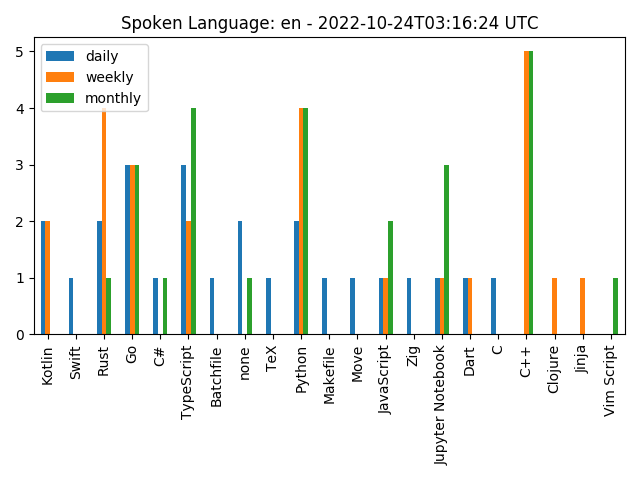 Spoken Language: en - 2022-10-24T03:16:24 UTC
daily
weekly
monthly
5
4
3
2
1
0
Kotlin
Swift
Rust
Go
C#
TypeScript
Batchfile
none
TeX
Python
Makefile
Move
JavaScript
Zig
Jupyter Notebook
Dart
C
C++
Clojure
Jinja
Vim Script